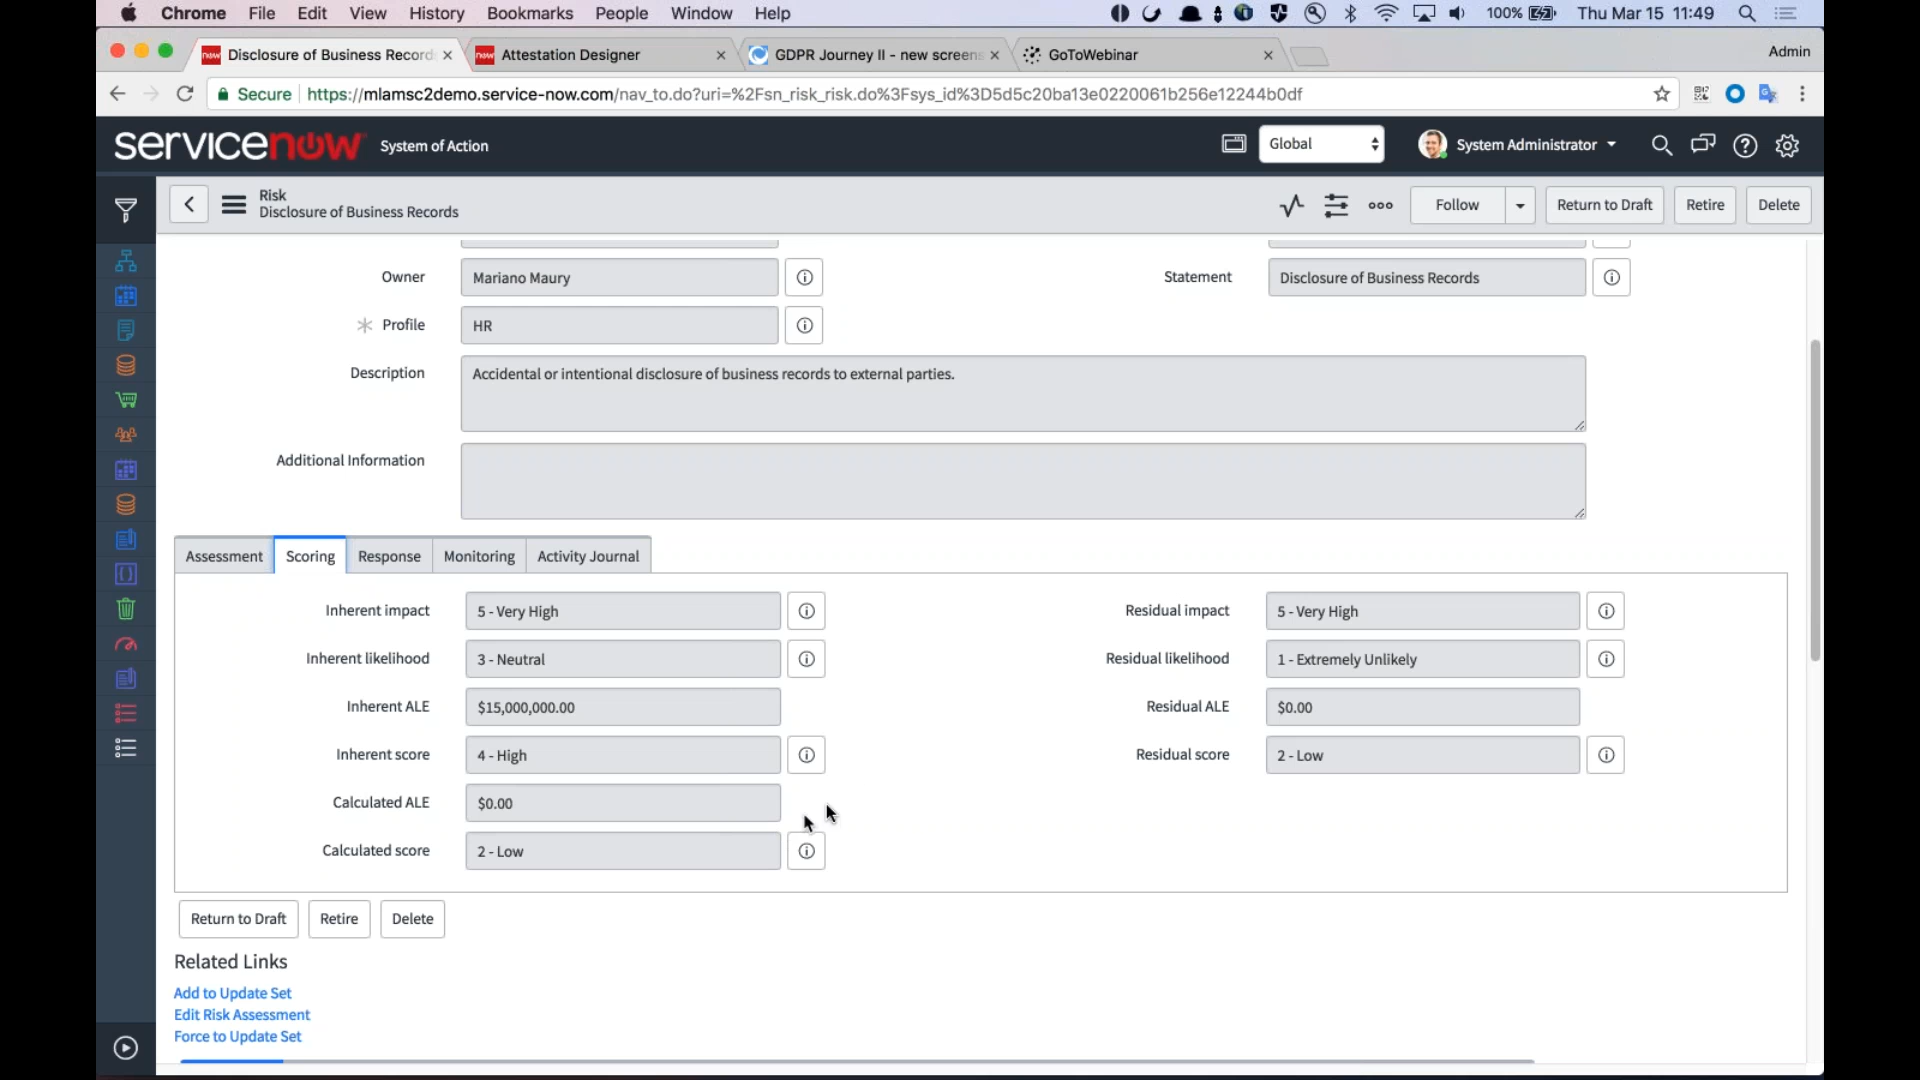 Chrome File Edit View History Bookmarks People Window Help 100% Thu Mar 15 11:49
now Disclosure of Business Record now Attestation Designer GDPR Journey II - new screens GoToWebinar Admin
Secure https://mlamsc2demo.service-now.com/nav_to.do?uri=%2Fsn_risk_risk.do%3Fsys_id%3D5d5c20ba13e0220061b256e12244b0df
servicenow System of Action Global System Administrator
Risk
Disclosure of Business Records
Follow Return to Draft Retire Delete
Owner Mariano Maury Statement Disclosure of Business Records
Profile HR
Description Accidental or intentional disclosure of business records to external parties.
Additional Information
Assessment Scoring Response Monitoring Activity Journal
Inherent impact 5 - Very High Residual impact 5 - Very High
Inherent likelihood 3 - Neutral Residual likelihood 1 - Extremely Unlikely
Inherent ALE $15,000,000.00 Residual ALE $0.00
Inherent score 4 - High Residual score 2 - Low
Calculated ALE $0.00
Calculated score 2 - Low
Return to Draft Retire Delete
Related Links
Add to Update Set
Edit Risk Assessment
Force to Update Set